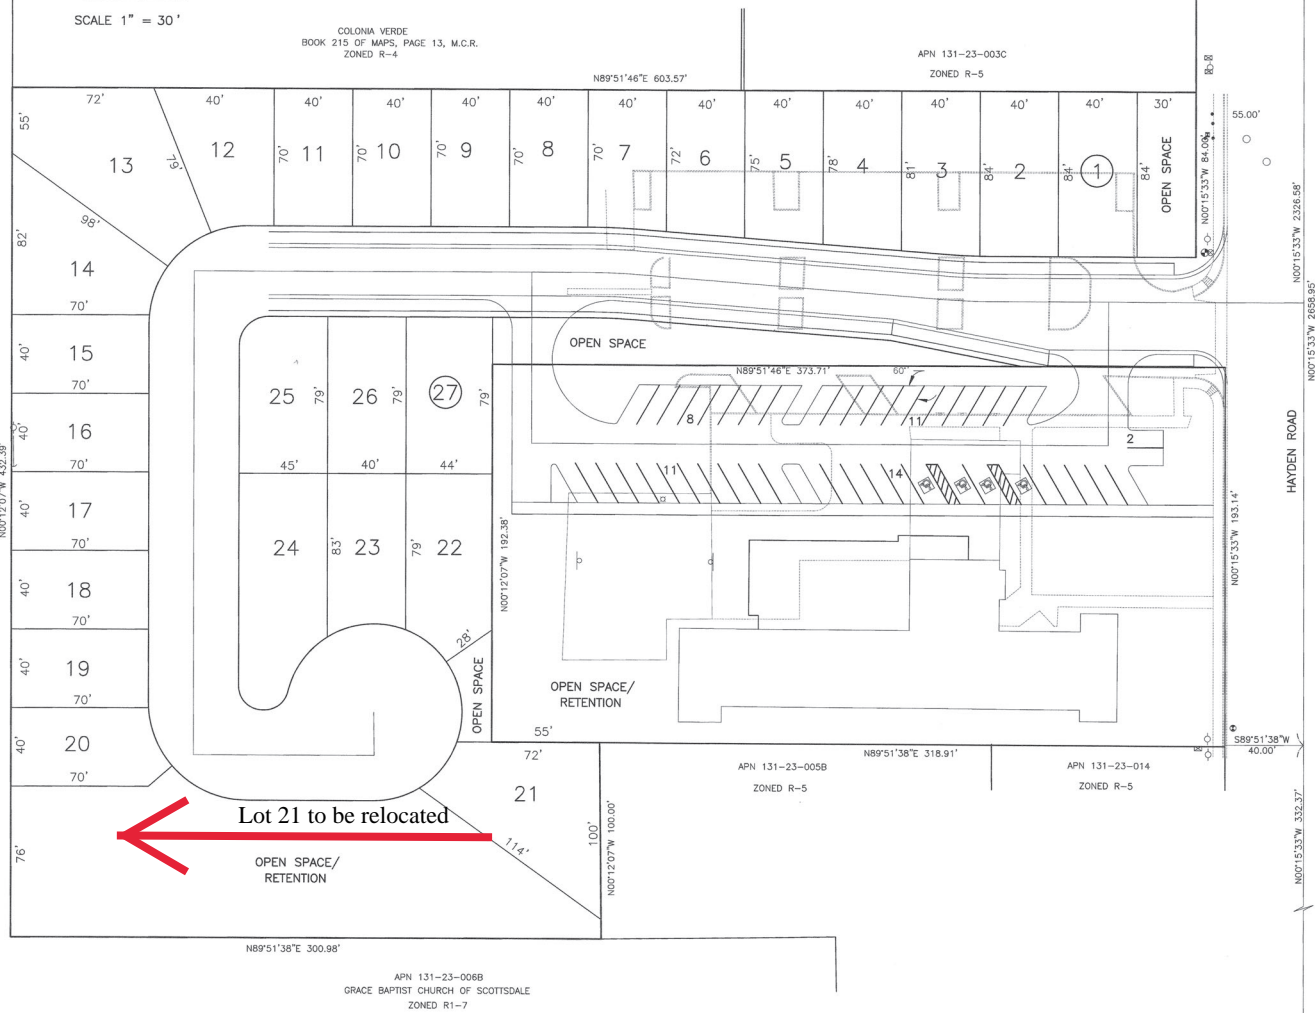 SCALE 1" = 30'
COLONIA VERDE
BOOK 215 OF MAPS, PAGE 13, M.C.R.
ZONED R-4
APN 131-23-003C
ZONED R-5
N89°51'46"E 603.57'
72'
40'
40'
40'
40'
40'
40'
40'
40'
40'
40'
40'
40'
30'
55.00'
55'
13
79'
12
70'
11
70'
10
70'
9
70'
8
70'
7
72'
6
75'
5
78'
4
81'
3
84'
2
84'
1
84'
OPEN SPACE
N00°15'33"W 84.00'
N00°15'33"W 2326.58'
N00°15'33"W 2658.95'
98'
82'
14
70'
40'
15
70'
40'
16
70'
N00°12'07"W 432.39'
40'
17
70'
40'
18
70'
40'
19
70'
40'
20
70'
76'
OPEN SPACE
N89°51'46"E 373.71'
60°
25
79'
26
79'
27
79'
8
11
2
HAYDEN ROAD
45'
40'
44'
11
14
24
83'
23
79'
22
N00°12'07"W 192.38'
N00°15'33"W 193.14'
28'
OPEN SPACE
OPEN SPACE/
RETENTION
55'
72'
N89°51'38"E 318.91'
S89°51'38"W
40.00'
APN 131-23-005B
ZONED R-5
APN 131-23-014
ZONED R-5
21
Lot 21 to be relocated
114'
100'
N00°12'07"W 100.00'
N00°15'33"W 332.37'
OPEN SPACE/
RETENTION
N89°51'38"E 300.98'
APN 131-23-006B
GRACE BAPTIST CHURCH OF SCOTTSDALE
ZONED R1-7